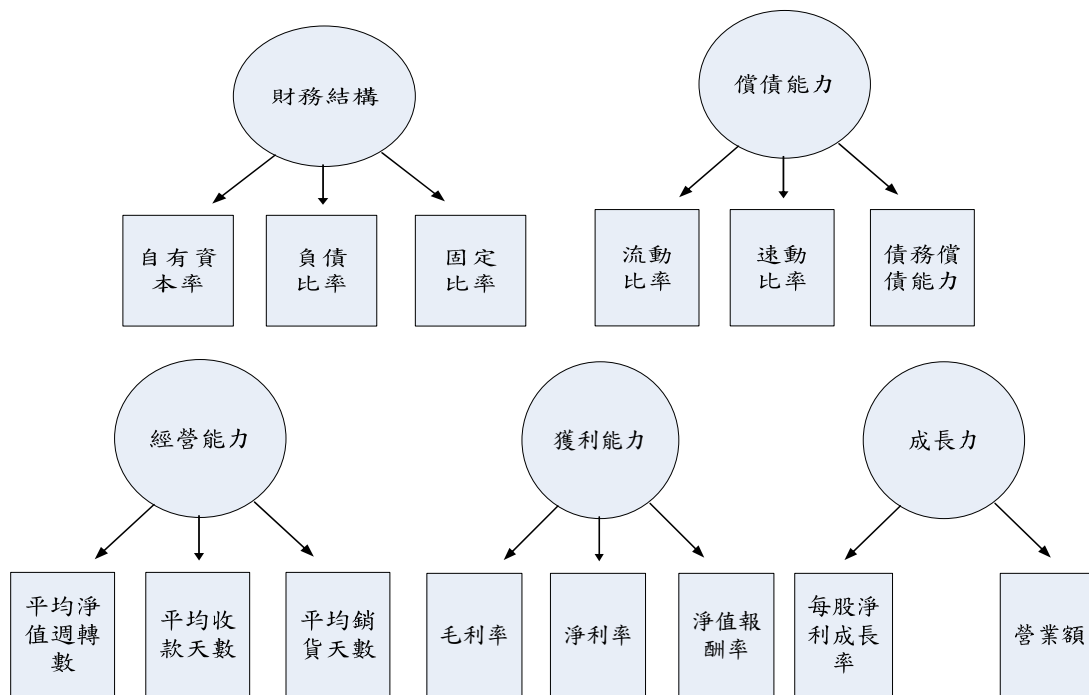 財務結構
償債能力
自有資
本率
負債
比率
固定
比率
流動
比率
速動
比率
債務償
債能力
經營能力
獲利能力
成長力
平均淨
值週轉
數
平均收
款天數
平均銷
貨天數
毛利率
淨利率
淨值報
酬率
每股淨
利成長
率
營業額